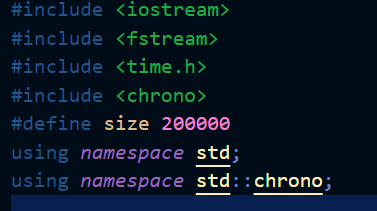 #include <iostream>
#include <fstream>
#include <time.h>
#include <chrono>
#define size 200000
using namespace std;
using namespace std::chrono;